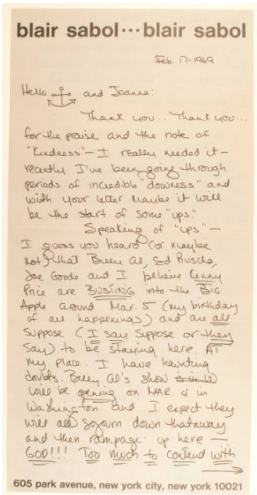 blair sabol...blair sabol
Feb. 17-1969
Hello and Joanna:
Thank you... Thank you...
for the praise and the note of
"kindness"— I really needed it —
recently I've been going through
periods of incredible "downess" and
with your letter maybe it will
be the start of some "ups."
Speaking of "ups" —
I guess you heard (or maybe
not) that Billy Al, Ed Ruscha,
Joe Goode and I believe
Price are BUSTING into the Big
Apple around Mar. 5 (my birthday
of all happenings) and are all
suppose (I say suppose or they
say) to be staying here AT
my place. I have haunting
doubts. Billy Al's show
will be opening on MAR 4 in
Washington and I expect they
will all sojourn down thataway
and then rampage up here —
GOD!!! Too much to contend with
605 park avenue, new york city, new york 10021